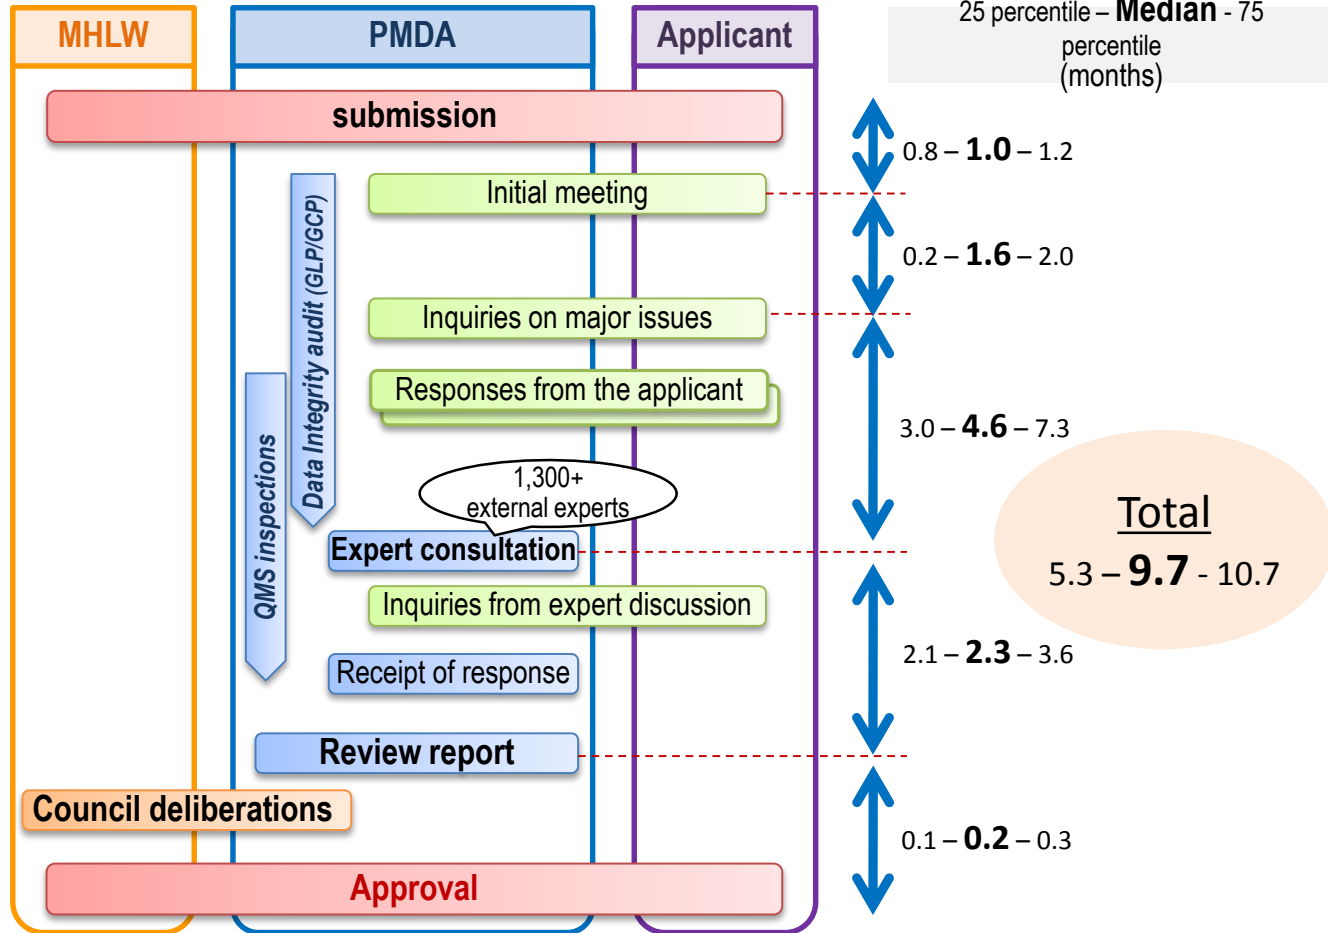 MHLW
PMDA
Applicant
25 percentile – Median - 75
percentile
(months)
submission
0.8 – 1.0 – 1.2
Initial meeting
0.2 – 1.6 – 2.0
Data Integrity audit (GLP/GCP)
Inquiries on major issues
Responses from the applicant
3.0 – 4.6 – 7.3
QMS inspections
1,300+
external experts
Expert consultation
Total
5.3 – 9.7 - 10.7
Inquiries from expert discussion
2.1 – 2.3 – 3.6
Receipt of response
Review report
Council deliberations
0.1 – 0.2 – 0.3
Approval